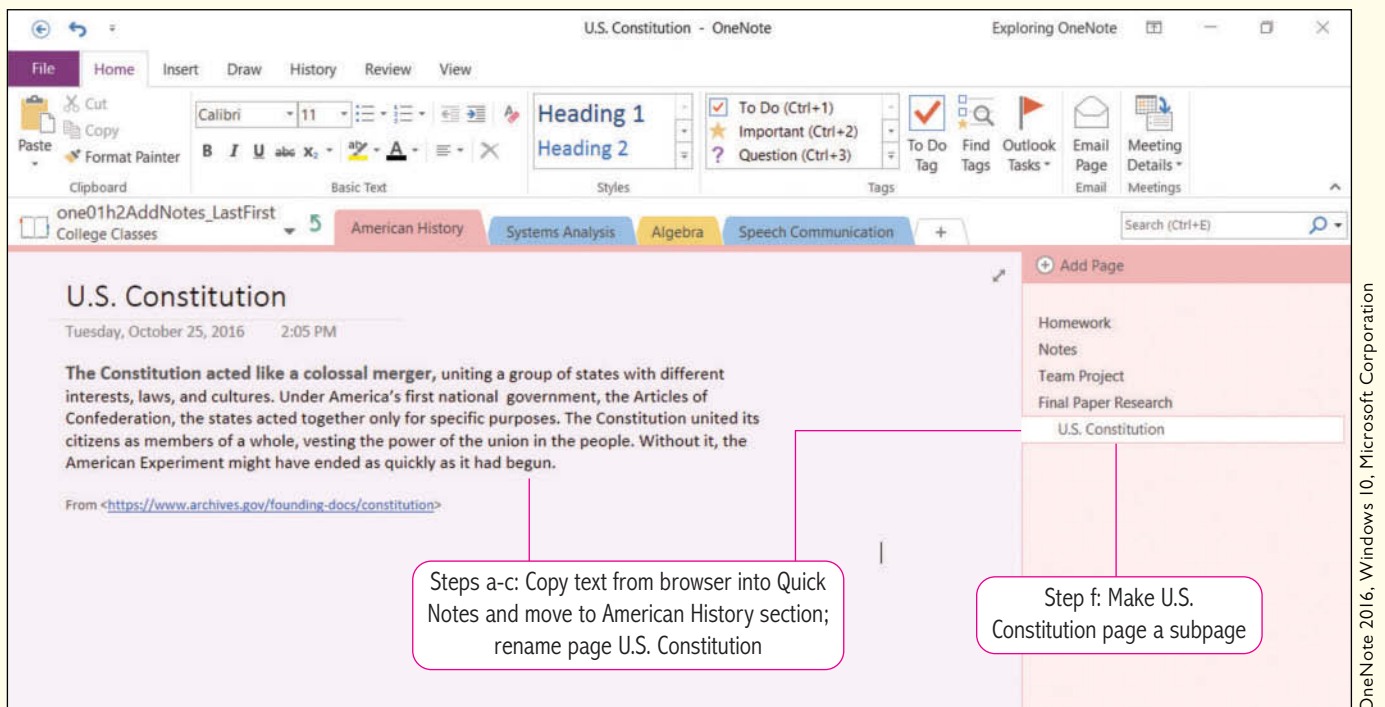 U.S. Constitution - OneNote
Exploring OneNote
File Home Insert Draw History Review View
Paste
Cut
Copy
Format Painter
Clipboard
Calibri 11
B I U abc X₂ aby A
Basic Text
Heading 1
Heading 2
Styles
To Do (Ctrl+1)
Important (Ctrl+2)
? Question (Ctrl+3)
To Do
Tag
Find
Tags
Tags
Outlook
Tasks
Email
Page
Email
Meeting
Details
Meetings
one01h2AddNotes_LastFirst
College Classes
American History Systems Analysis Algebra Speech Communication +
Search (Ctrl+E)
U.S. Constitution
Tuesday, October 25, 2016 2:05 PM
The Constitution acted like a colossal merger, uniting a group of states with different
interests, laws, and cultures. Under America's first national government, the Articles of
Confederation, the states acted together only for specific purposes. The Constitution united its
citizens as members of a whole, vesting the power of the union in the people. Without it, the
American Experiment might have ended as quickly as it had begun.
From <https://www.archives.gov/founding-docs/constitution>
Add Page
Homework
Notes
Team Project
Final Paper Research
U.S. Constitution
Steps a-c: Copy text from browser into Quick
Notes and move to American History section;
rename page U.S. Constitution
Step f: Make U.S.
Constitution page a subpage
OneNote 2016, Windows 10, Microsoft Corporation